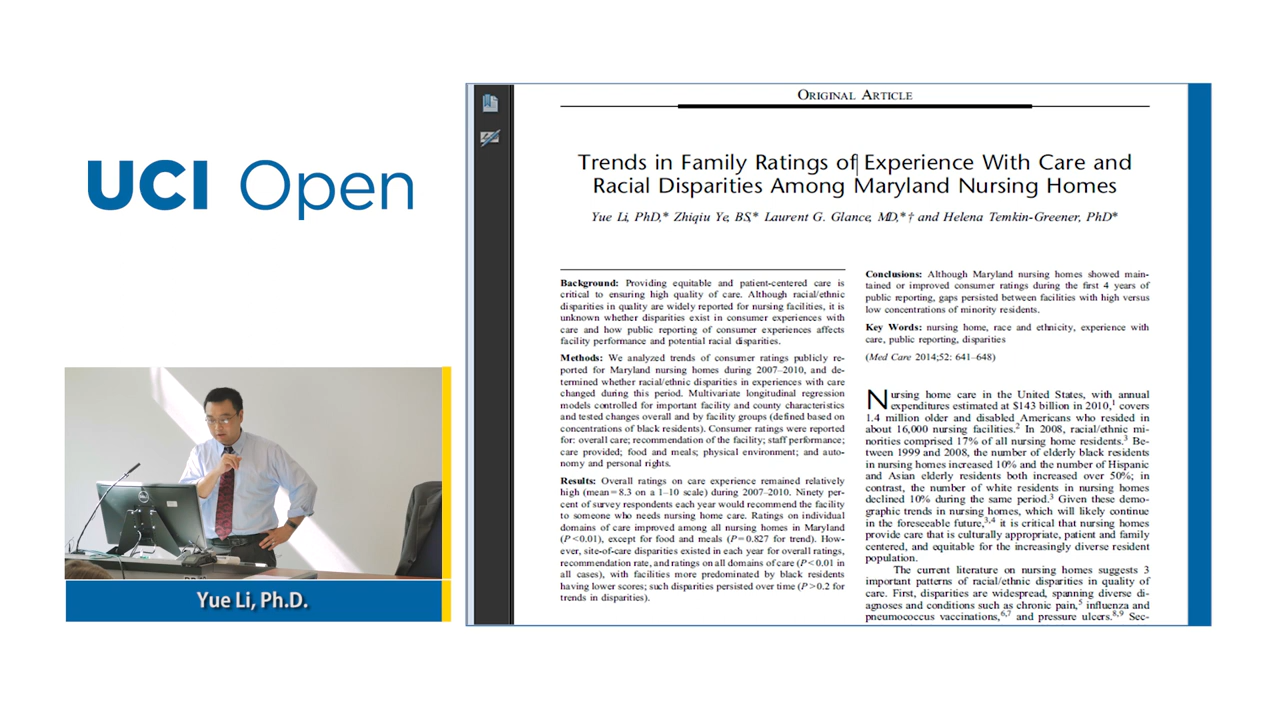 UCI Open
Yue Li, Ph.D.
ORIGINAL ARTICLE
Trends in Family Ratings of Experience With Care and
Racial Disparities Among Maryland Nursing Homes
Yue Li, PhD,* Zhiqiu Ye, BS,* Laurent G. Glance, MD,*† and Helena Temkin-Greener, PhD*
Background: Providing equitable and patient-centered care is
critical to ensuring high quality of care. Although racial/ethnic
disparities in quality are widely reported for nursing facilities, it is
unknown whether disparities exist in consumer experiences with
care and how public reporting of consumer experiences affects
facility performance and potential racial disparities.
Methods: We analyzed trends of consumer ratings publicly re-
ported for Maryland nursing homes during 2007–2010, and de-
termined whether racial/ethnic disparities in experiences with care
changed during this period. Multivariate longitudinal regression
models controlled for important facility and county characteristics
and tested changes overall and by facility groups (defined based on
concentrations of black residents). Consumer ratings were reported
for: overall care; recommendation of the facility; staff performance;
care provided; food and meals; physical environment; and auto-
nomy and personal rights.
Results: Overall ratings on care experience remained relatively
high (mean=8.3 on a 1–10 scale) during 2007–2010. Ninety per-
cent of survey respondents each year would recommend the facility
to someone who needs nursing home care. Ratings on individual
domains of care improved among all nursing homes in Maryland
(P<0.01), except for food and meals (P=0.827 for trend). How-
ever, site-of-care disparities existed in each year for overall ratings,
recommendation rate, and ratings on all domains of care (P<0.01 in
all cases), with facilities more predominated by black residents
having lower scores; such disparities persisted over time (P>0.2 for
trends in disparities).
Conclusions: Although Maryland nursing homes showed main-
tained or improved consumer ratings during the first 4 years of
public reporting, gaps persisted between facilities with high versus
low concentrations of minority residents.
Key Words: nursing home, race and ethnicity, experience with
care, public reporting, disparities
(Med Care 2014;52: 641–648)
Nursing home care in the United States, with annual
expenditures estimated at $143 billion in 2010,1 covers
1.4 million older and disabled Americans who resided in
about 16,000 nursing facilities.2 In 2008, racial/ethnic mi-
norities comprised 17% of all nursing home residents.3 Be-
tween 1999 and 2008, the number of elderly black residents
in nursing homes increased 10% and the number of Hispanic
and Asian elderly residents both increased over 50%; in
contrast, the number of white residents in nursing homes
declined 10% during the same period.3 Given these demo-
graphic trends in nursing homes, which will likely continue
in the foreseeable future,3,4 it is critical that nursing homes
provide care that is culturally appropriate, patient and family
centered, and equitable for the increasingly diverse resident
population.
The current literature on nursing homes suggests 3
important patterns of racial/ethnic disparities in quality of
care. First, disparities are widespread, spanning diverse di-
agnoses and conditions such as chronic pain,5 influenza and
pneumococcus vaccinations,6,7 and pressure ulcers.8,9 Sec-